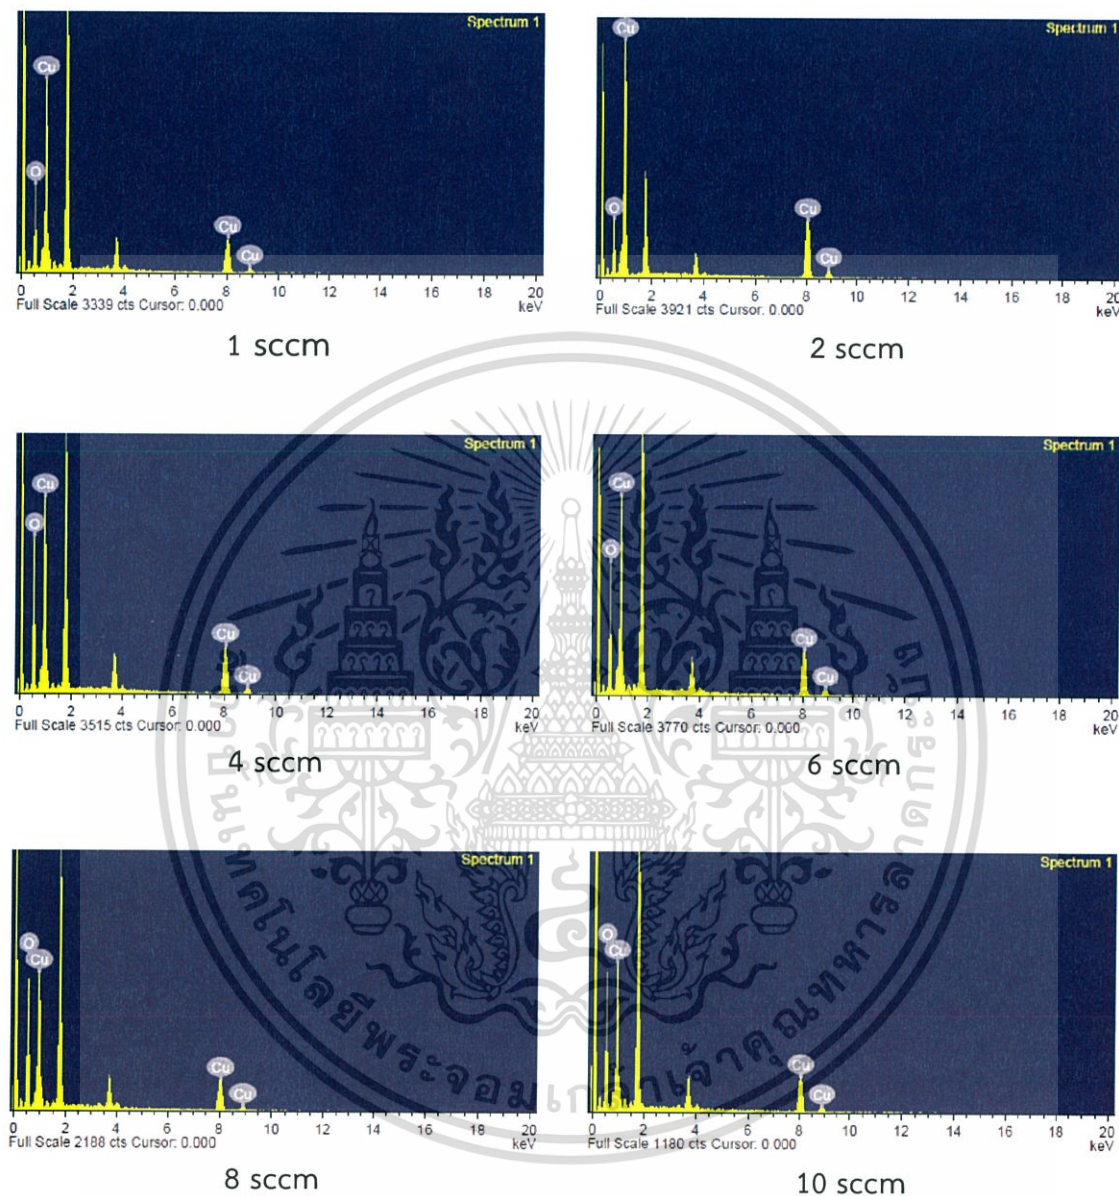 Spectrum 1
Cu
O
Cu
Cu
0 2 4 6 8 10 12 14 16 18 20
Full Scale 3339 cts Cursor: 0.000 keV
1 sccm
Spectrum 1
Cu
O
Cu
Cu
0 2 4 6 8 10 12 14 16 18 20
Full Scale 3921 cts Cursor: 0.000 keV
2 sccm
Spectrum 1
Cu
O
Cu
Cu
0 2 4 6 8 10 12 14 16 18 20
Full Scale 3515 cts Cursor: 0.000 keV
4 sccm
Spectrum 1
Cu
O
Cu
Cu
0 2 4 6 8 10 12 14 16 18 20
Full Scale 3770 cts Cursor: 0.000 keV
6 sccm
Spectrum 1
O
Cu
Cu
Cu
0 2 4 6 8 10 12 14 16 18 20
Full Scale 2188 cts Cursor: 0.000 keV
8 sccm
Spectrum 1
O
Cu
Cu
Cu
0 2 4 6 8 10 12 14 16 18 20
Full Scale 1180 cts Cursor: 0.000 keV
10 sccm